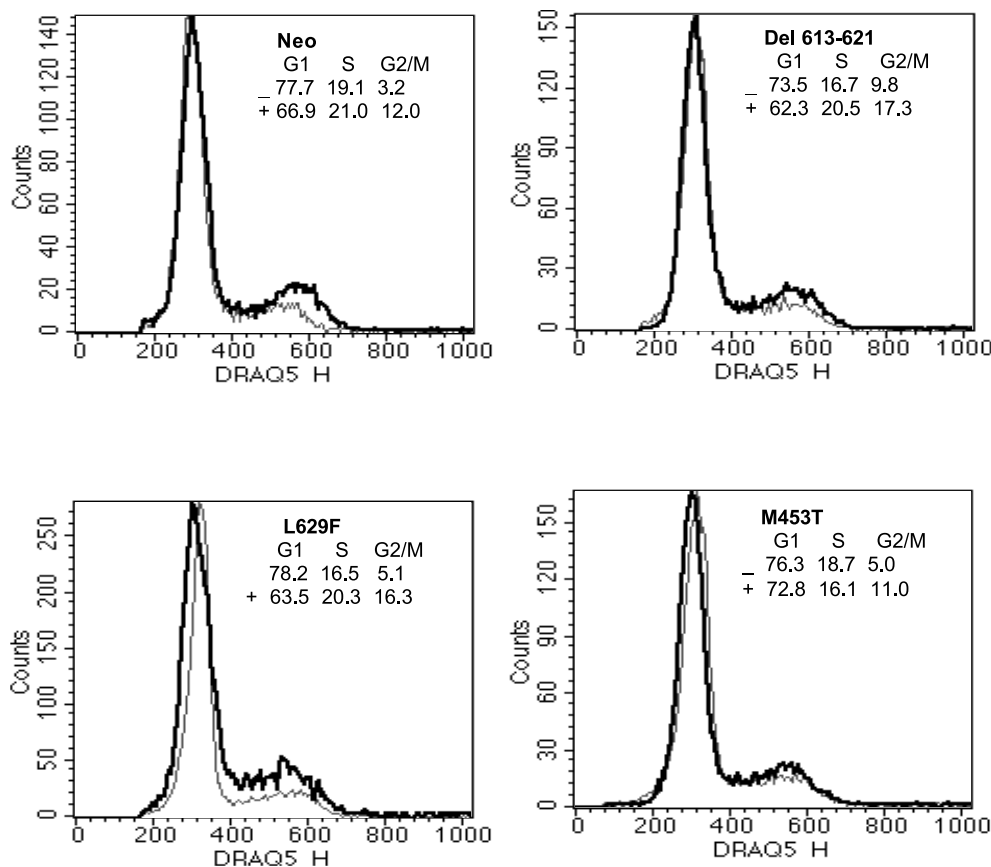 Neo
G1 S G2/M
_ 77.7 19.1 3.2
+ 66.9 21.0 12.0
Counts
0 20 40 60 80 100 120 140
0 200 400 600 800 1000
DRAQ5 H
Del 613-621
G1 S G2/M
_ 73.5 16.7 9.8
+ 62.3 20.5 17.3
Counts
0 30 60 90 120 150
0 200 400 600 800 1000
DRAQ5 H
L629F
G1 S G2/M
78.2 16.5 5.1
+ 63.5 20.3 16.3
Counts
0 50 100 150 200 250
0 200 400 600 800 1000
DRAQ5 H
M453T
G1 S G2/M
_ 76.3 18.7 5.0
+ 72.8 16.1 11.0
Counts
0 30 60 90 120 150
0 200 400 600 800 1000
DRAQ5 H